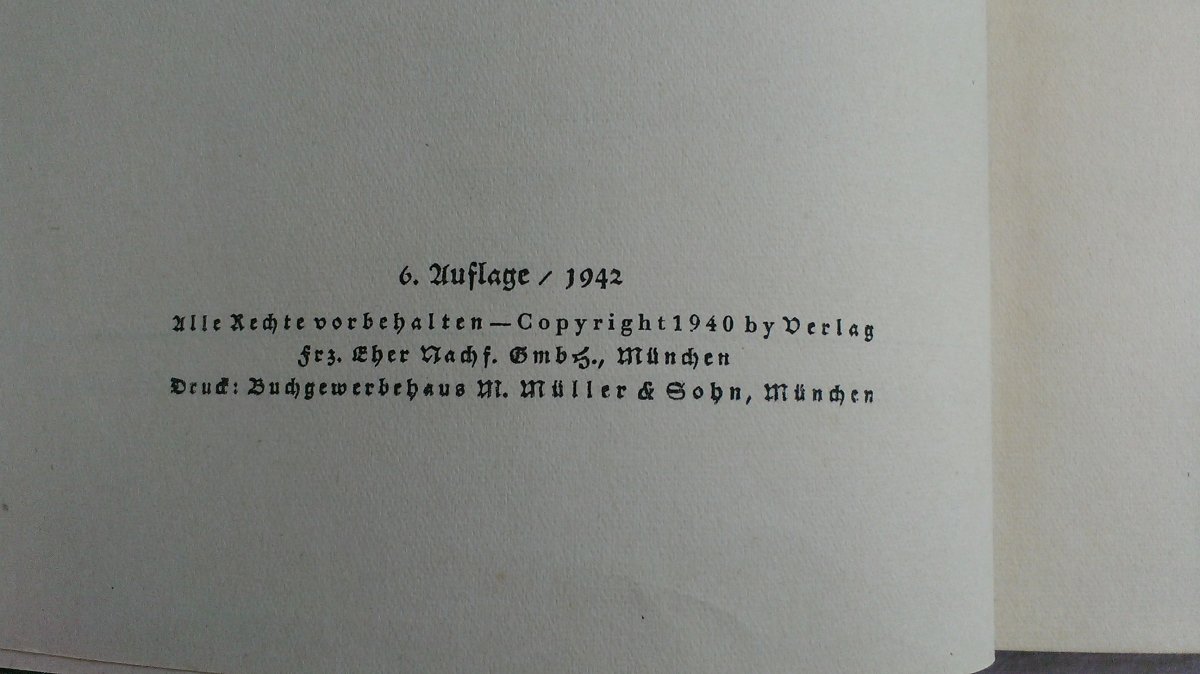 6. Auflage / 1942
Alle Rechte vorbehalten — Copyright 1940 by Verlag
Frz. Eher Nachf. GmbH., München
Druck: Buchgewerbehaus M. Müller & Sohn, München